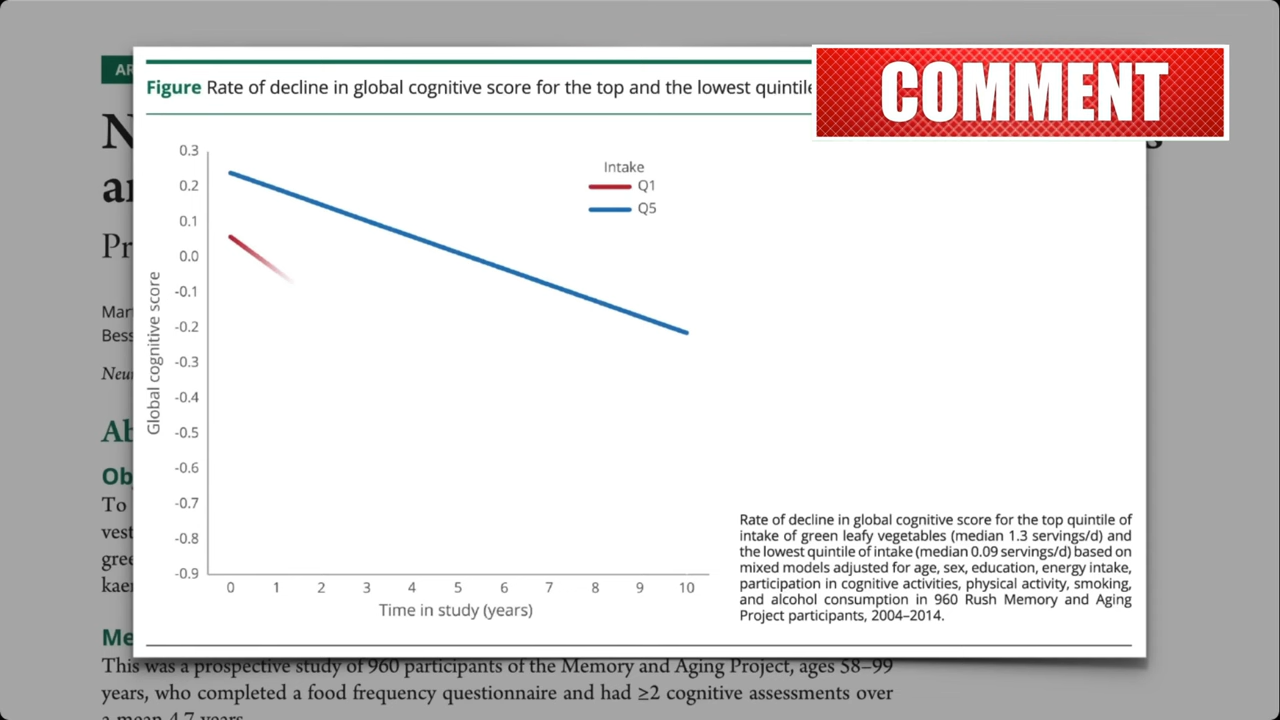 COMMENT
Figure Rate of decline in global cognitive score for the top and the lowest quintile
Intake
Q1
Q5
0.3
0.2
0.1
0.0
-0.1
-0.2
-0.3
-0.4
-0.5
-0.6
-0.7
-0.8
-0.9
Global cognitive score
0 1 2 3 4 5 6 7 8 9 10
Time in study (years)
Rate of decline in global cognitive score for the top quintile of
intake of green leafy vegetables (median 1.3 servings/d) and
the lowest quintile of intake (median 0.09 servings/d) based on
mixed models adjusted for age, sex, education, energy intake,
participation in cognitive activities, physical activity, smoking,
and alcohol consumption in 960 Rush Memory and Aging
Project participants, 2004–2014.
This was a prospective study of 960 participants of the Memory and Aging Project, ages 58–99
years, who completed a food frequency questionnaire and had ≥2 cognitive assessments over
a mean 4.7 years